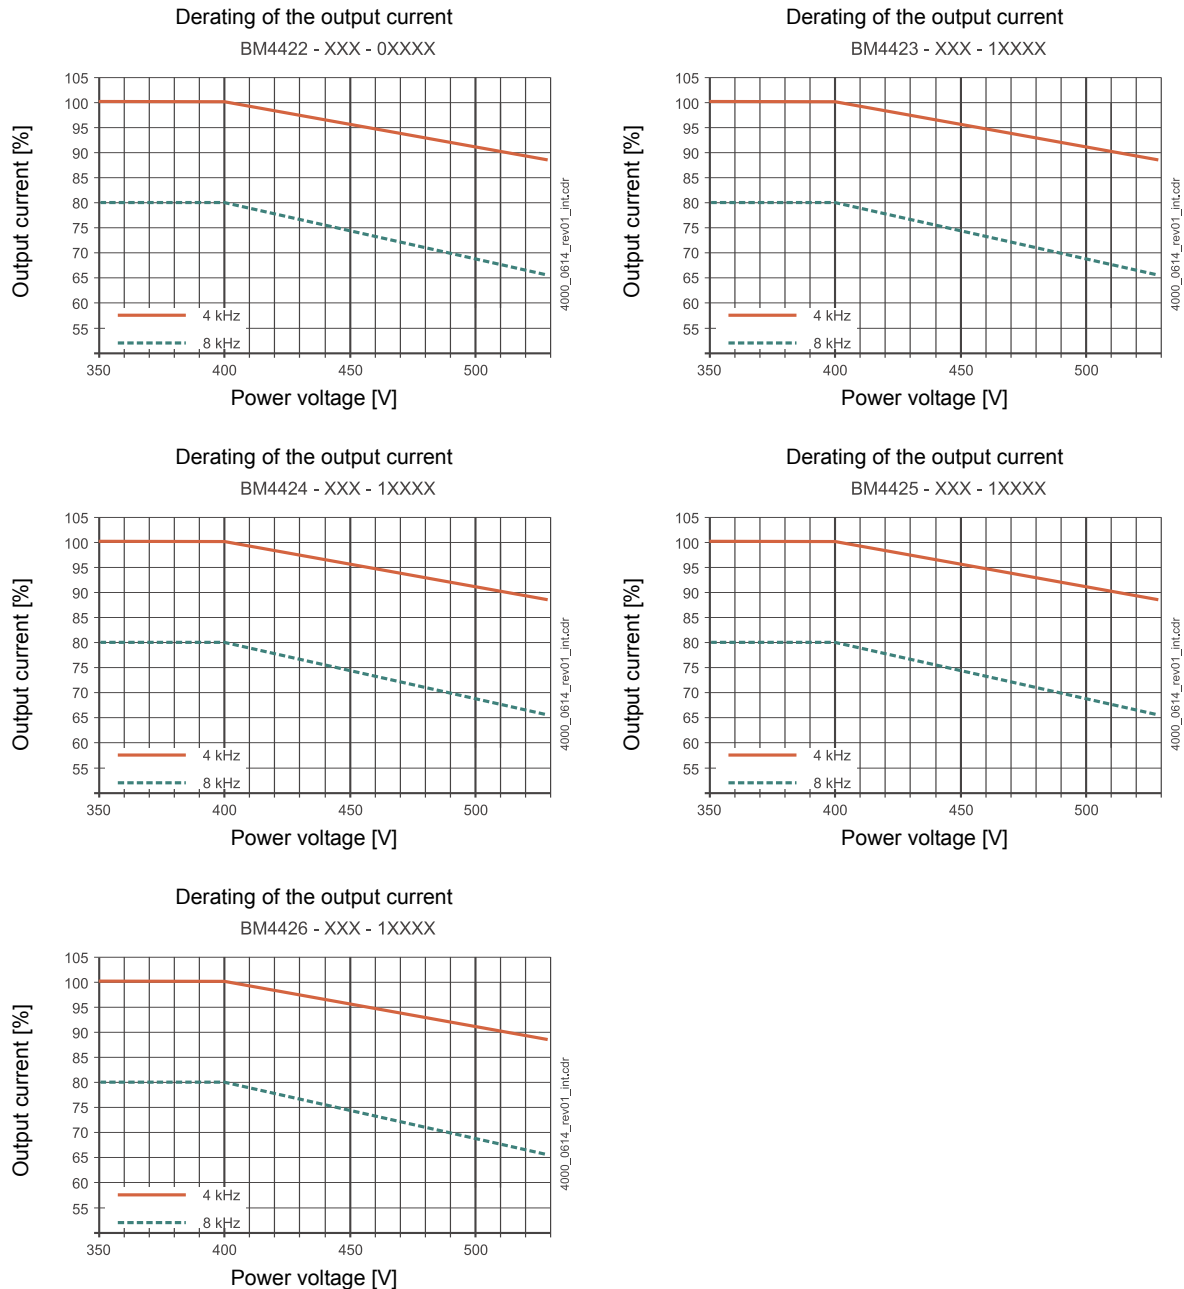 Derating of the output current
BM4422 - XXX - 0XXXX
105
100
95
90
85
80
75
70
65
60
55
Output current [%]
4 kHz
8 kHz
350
400
450
500
Power voltage [V]
4000_0614_rev01_int.cdr
Derating of the output current
BM4423 - XXX - 1XXXX
105
100
95
90
85
80
75
70
65
60
55
Output current [%]
4 kHz
8 kHz
350
400
450
500
Power voltage [V]
4000_0614_rev01_int.cdr
Derating of the output current
BM4424 - XXX - 1XXXX
105
100
95
90
85
80
75
70
65
60
55
Output current [%]
4 kHz
8 kHz
350
400
450
500
Power voltage [V]
4000_0614_rev01_int.cdr
Derating of the output current
BM4425 - XXX - 1XXXX
105
100
95
90
85
80
75
70
65
60
55
Output current [%]
4 kHz
8 kHz
350
400
450
500
Power voltage [V]
4000_0614_rev01_int.cdr
Derating of the output current
BM4426 - XXX - 1XXXX
105
100
95
90
85
80
75
70
65
60
55
Output current [%]
4 kHz
8 kHz
350
400
450
500
Power voltage [V]
4000_0614_rev01_int.cdr